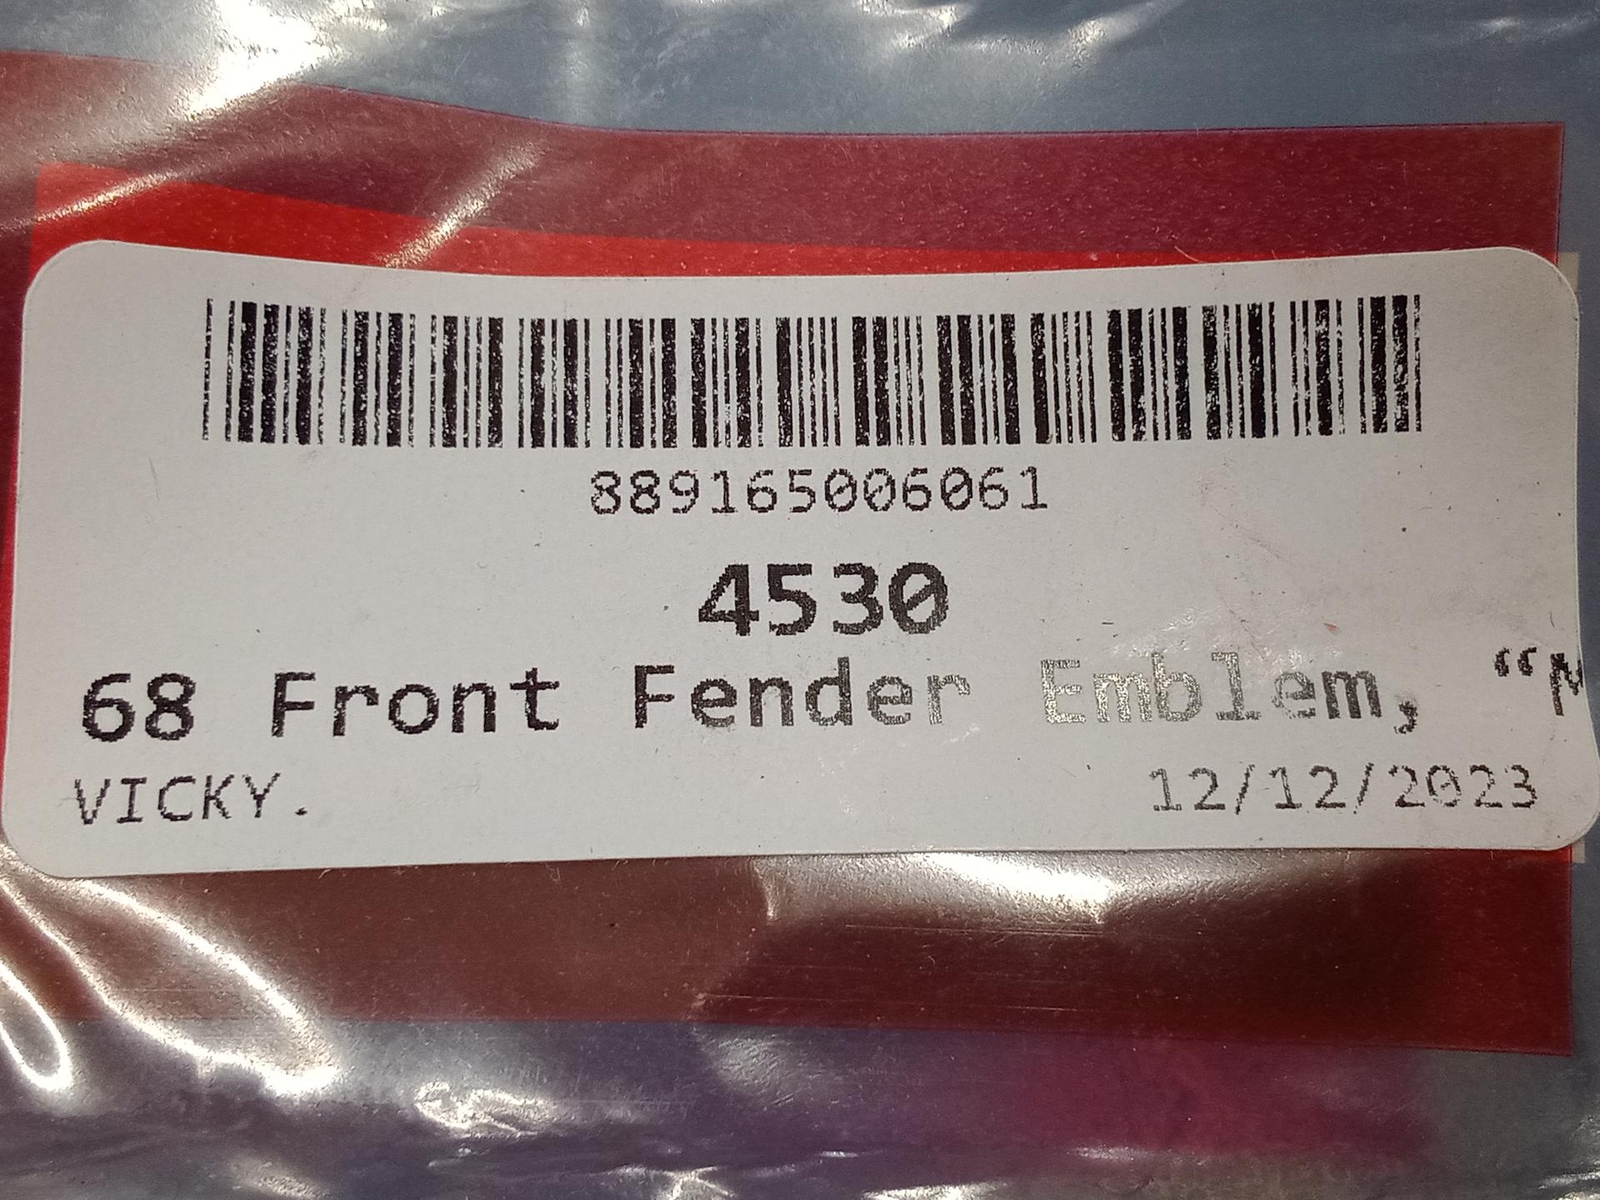 889165006061
4530
68 Front Fender Emblem, “M
VICKY.
12/12/2023